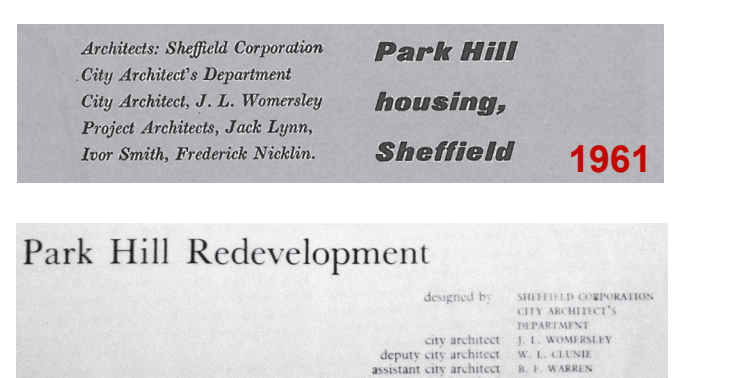 Architects: Sheffield Corporation
City Architect's Department
City Architect, J. L. Womersley
Project Architects, Jack Lynn,
Ivor Smith, Frederick Nicklin.
Park Hill
housing,
Sheffield
1961
Park Hill Redevelopment
designed by SHEFFIELD CORPORATION
CITY ARCHITECT'S
DEPARTMENT
city architect J. L. WOMERSLEY
deputy city architect W. L. CLUNIE
assistant city architect B. F. WARREN